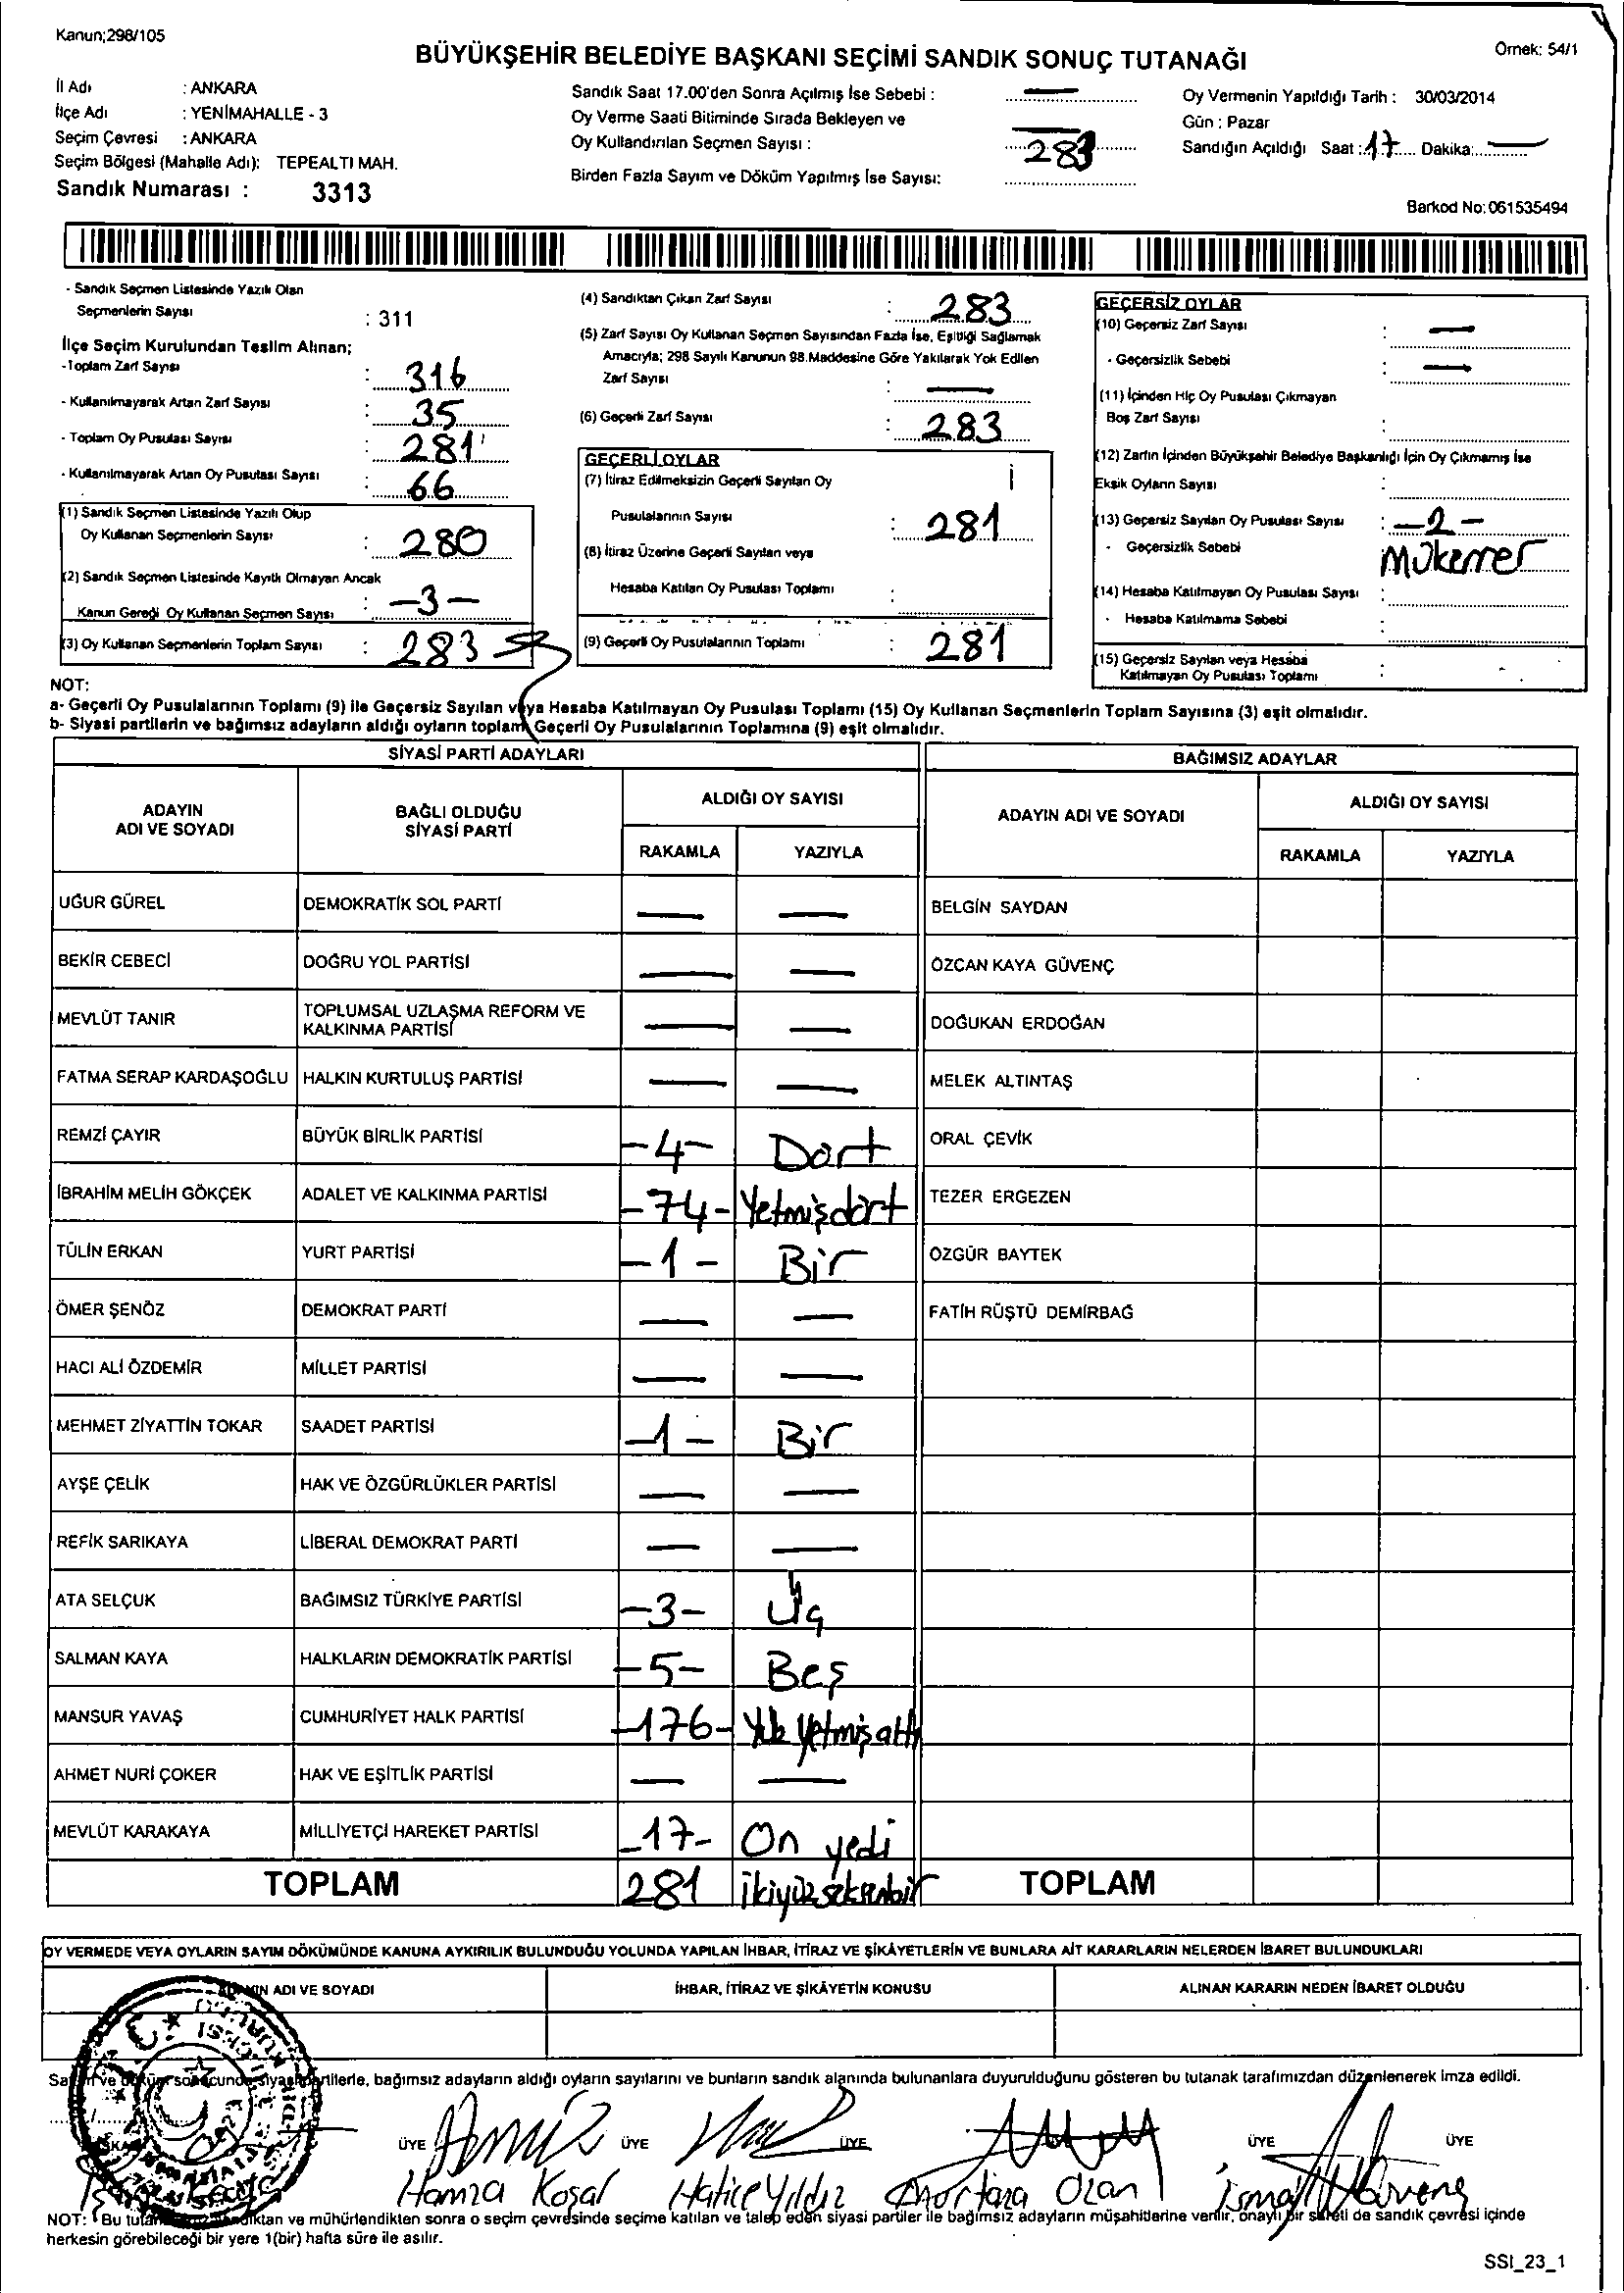 Kanun;298/105
Örnek: 54/1
BÜYÜKŞEHİR BELEDİYE BAŞKANI SEÇİMİ SANDIK SONUÇ TUTANAĞI
İl Adı : ANKARA
İlçe Adı : YENİMAHALLE - 3
Seçim Çevresi : ANKARA
Seçim Bölgesi (Mahalle Adı): TEPEALTI MAH.
Sandık Numarası : 3313
Sandık Saat 17.00'den Sonra Açılmış İse Sebebi : —
Oy Verme Saati Bitiminde Sırada Bekleyen ve
Oy Kullandırılan Seçmen Sayısı : 283
Birden Fazla Sayım ve Döküm Yapılmış İse Sayısı:
Oy Vermenin Yapıldığı Tarih : 30/03/2014
Gün : Pazar
Sandığın Açıldığı Saat : 17 Dakika: —
Barkod No: 061535494
- Sandık Seçmen Listesinde Yazılı Olan
Seçmenlerin Sayısı : 311
İlçe Seçim Kurulundan Teslim Alınan;
-Toplam Zarf Sayısı : 316
- Kullanılmayarak Artan Zarf Sayısı : 35
- Toplam Oy Pusulası Sayısı : 281
- Kullanılmayarak Artan Oy Pusulası Sayısı : 66
(1) Sandık Seçmen Listesinde Yazılı Olup
Oy Kullanan Seçmenlerin Sayısı : 280
(2) Sandık Seçmen Listesinde Kayıtlı Olmayan Ancak
Kanun Gereği Oy Kullanan Seçmen Sayısı : -3-
(3) Oy Kullanan Seçmenlerin Toplam Sayısı : 283
(4) Sandıktan Çıkan Zarf Sayısı : 283
(5) Zarf Sayısı Oy Kullanan Seçmen Sayısından Fazla İse, Eşitliği Sağlamak
Amacıyla; 298 Sayılı Kanunun 98.Maddesine Göre Yakılarak Yok Edilen
Zarf Sayısı : —
(6) Geçerli Zarf Sayısı : 283
GEÇERLİ OYLAR
(7) İtiraz Edilmeksizin Geçerli Sayılan Oy
Pusulalarının Sayısı : 281
(8) İtiraz Üzerine Geçerli Sayılan veya
Hesaba Katılan Oy Pusulası Toplamı :
(9) Geçerli Oy Pusulalarının Toplamı : 281
GEÇERSİZ OYLAR
(10) Geçersiz Zarf Sayısı : —
- Geçersizlik Sebebi : —
(11) İçinden Hiç Oy Pusulası Çıkmayan
Boş Zarf Sayısı :
(12) Zarfın İçinden Büyükşehir Belediye Başkanlığı İçin Oy Çıkmamış İse
Eksik Oyların Sayısı :
(13) Geçersiz Sayılan Oy Pusulası Sayısı : -2-
- Geçersizlik Sebebi Mükerrer
(14) Hesaba Katılmayan Oy Pusulası Sayısı :
- Hesaba Katılmama Sebebi :
(15) Geçersiz Sayılan veya Hesaba
Katılmayan Oy Pusulası Toplamı :
NOT:
a- Geçerli Oy Pusulalarının Toplamı (9) ile Geçersiz Sayılan veya Hesaba Katılmayan Oy Pusulası Toplamı (15) Oy Kullanan Seçmenlerin Toplam Sayısına (3) eşit olmalıdır.
b- Siyasi partilerin ve bağımsız adayların aldığı oyların toplamı Geçerli Oy Pusulalarının Toplamına (9) eşit olmalıdır.
SİYASİ PARTİ ADAYLARI BAĞIMSIZ ADAYLAR
ADAYIN ADI VE SOYADI BAĞLI OLDUĞU SİYASİ PARTİ ALDIĞI OY SAYISI ADAYIN ADI VE SOYADI ALDIĞI OY SAYISI
RAKAMLA YAZIYLA RAKAMLA YAZIYLA
UĞUR GÜREL DEMOKRATİK SOL PARTİ — — BELGİN SAYDAN
BEKİR CEBECİ DOĞRU YOL PARTİSİ — — ÖZCAN KAYA GÜVENÇ
MEVLÜT TANIR TOPLUMSAL UZLAŞMA REFORM VE KALKINMA PARTİSİ — — DOĞUKAN ERDOĞAN
FATMA SERAP KARDAŞOĞLU HALKIN KURTULUŞ PARTİSİ — — MELEK ALTINTAŞ
REMZİ ÇAYIR BÜYÜK BİRLİK PARTİSİ -4- Dört ORAL ÇEVİK
İBRAHİM MELİH GÖKÇEK ADALET VE KALKINMA PARTİSİ -74- Yetmişdört TEZER ERGEZEN
TÜLİN ERKAN YURT PARTİSİ -1- Bir ÖZGÜR BAYTEK
ÖMER ŞENÖZ DEMOKRAT PARTİ — — FATİH RÜŞTÜ DEMİRBAĞ
HACI ALİ ÖZDEMİR MİLLET PARTİSİ — —
MEHMET ZİYATTİN TOKAR SAADET PARTİSİ -1- Bir
AYŞE ÇELİK HAK VE ÖZGÜRLÜKLER PARTİSİ — —
REFİK SARIKAYA LİBERAL DEMOKRAT PARTİ — —
ATA SELÇUK BAĞIMSIZ TÜRKİYE PARTİSİ -3- Üç
SALMAN KAYA HALKLARIN DEMOKRATİK PARTİSİ -5- Beş
MANSUR YAVAŞ CUMHURİYET HALK PARTİSİ -176- Yüz Yetmişaltı
AHMET NURİ ÇOKER HAK VE EŞİTLİK PARTİSİ — —
MEVLÜT KARAKAYA MİLLİYETÇİ HAREKET PARTİSİ -17- On yedi
TOPLAM 281 ikiyüzseksenbir TOPLAM
OY VERMEDE VEYA OYLARIN SAYIM DÖKÜMÜNDE KANUNA AYKIRILIK BULUNDUĞU YOLUNDA YAPILAN İHBAR, İTİRAZ VE ŞİKÂYETLERİN VE BUNLARA AİT KARARLARIN NELERDEN İBARET BULUNDUKLARI
ADI VE SOYADI İHBAR, İTİRAZ VE ŞİKÂYETİN KONUSU ALINAN KARARIN NEDEN İBARET OLDUĞU
partilerle, bağımsız adayların aldığı oyların sayılarını ve bunların sandık alanında bulunanlara duyurulduğunu gösteren bu tutanak tarafımızdan düzenlenerek imza edildi.
ÜYE ÜYE ÜYE ÜYE ÜYE
Hamza Koşal Hatice Yıldız Mortaza Ozan İsmail Güvenç
NOT: Bu ve mühürlendikten sonra o seçim çevresinde seçime katılan ve talep eden siyasi partiler ile bağımsız adayların müşahitlerine verilir, onaylı bir sureti de sandık çevresi içinde
herkesin görebileceği bir yere 1(bir) hafta süre ile asılır.
SSI_23_1